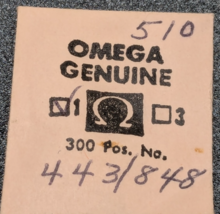 510
OMEGA
GENUINE
☑1 Ω ☐3
300 Pos. No.
443/848